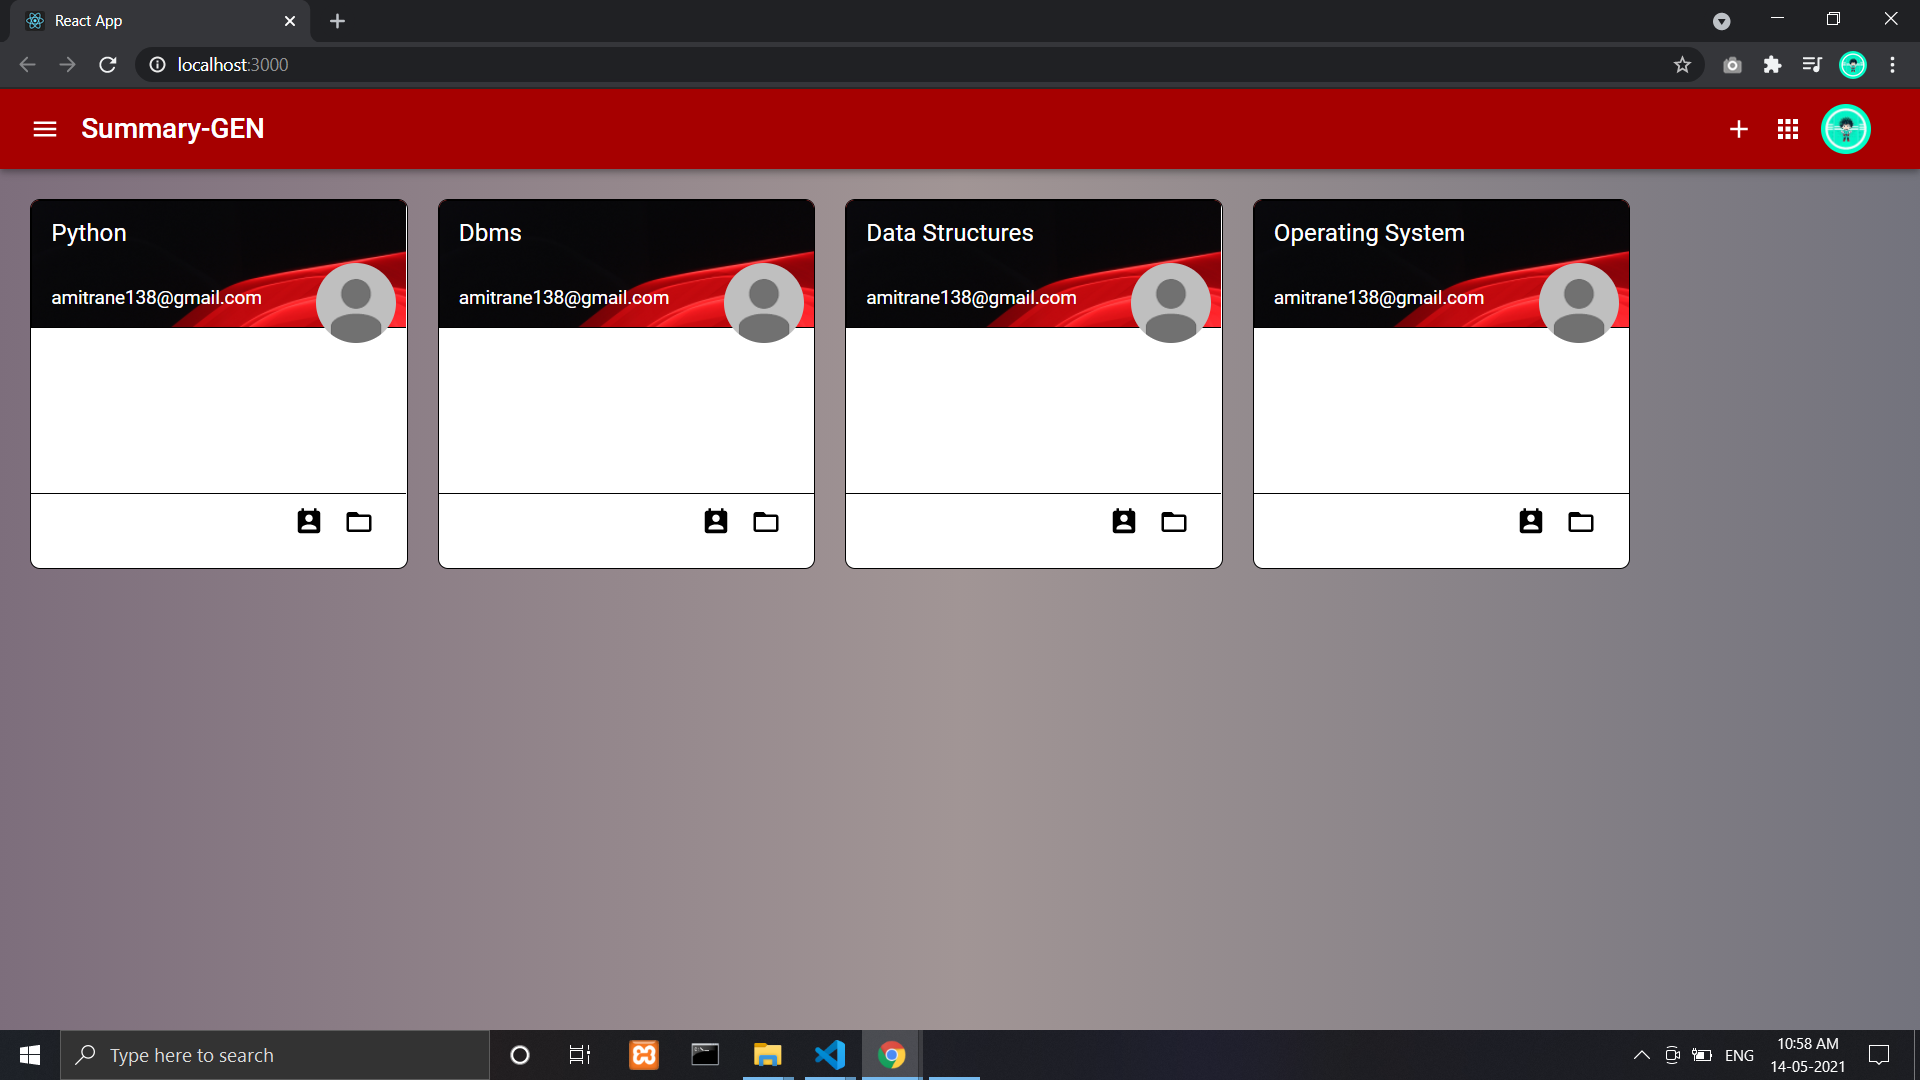 React App
localhost:3000
Summary-GEN
Python
amitrane138@gmail.com
Dbms
amitrane138@gmail.com
Data Structures
amitrane138@gmail.com
Operating System
amitrane138@gmail.com
Type here to search
ENG
10:58 AM
14-05-2021